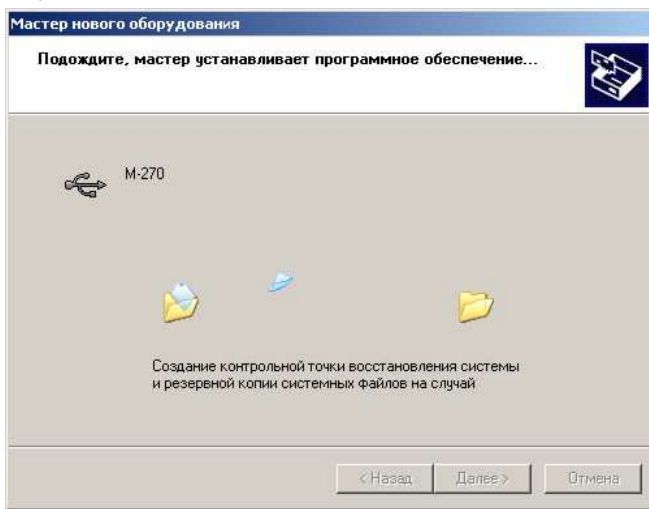 Мастер нового оборудования
Подождите, мастер устанавливает программное обеспечение...
М-270
Создание контрольной точки восстановления системы
и резервной копии системных файлов на случай
< Назад
Далее >
Отмена